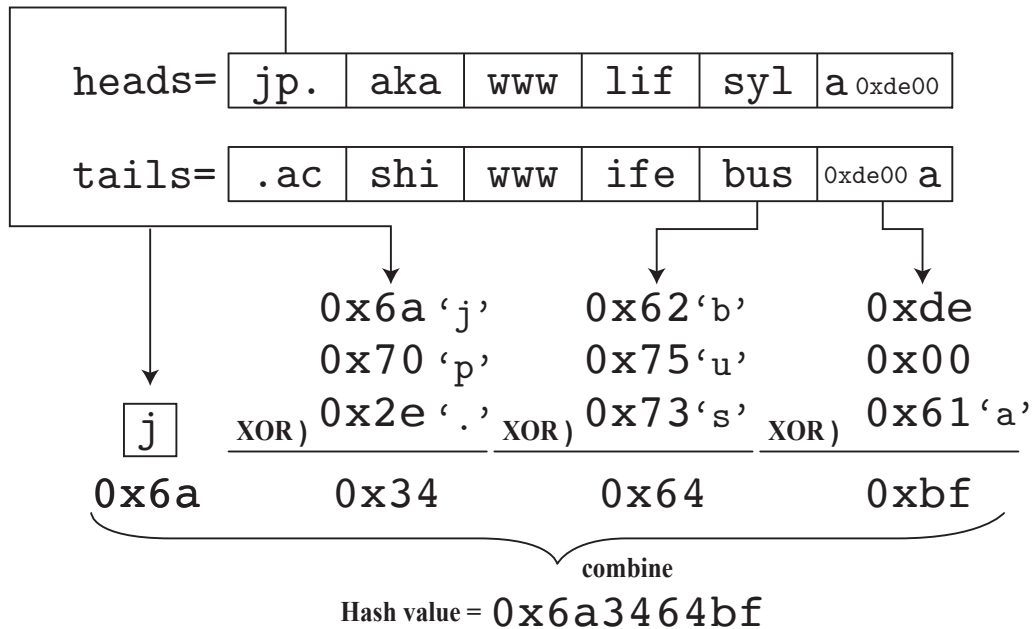 heads= jp. aka www lif syl a 0xde00
tails= .ac shi www ife bus 0xde00 a
0x6a ‘j’ 0x62 ‘b’ 0xde
0x70 ‘p’ 0x75 ‘u’ 0x00
j XOR ) 0x2e ‘.’ XOR ) 0x73 ‘s’ XOR ) 0x61 ‘a’
0x6a 0x34 0x64 0xbf
combine
Hash value = 0x6a3464bf